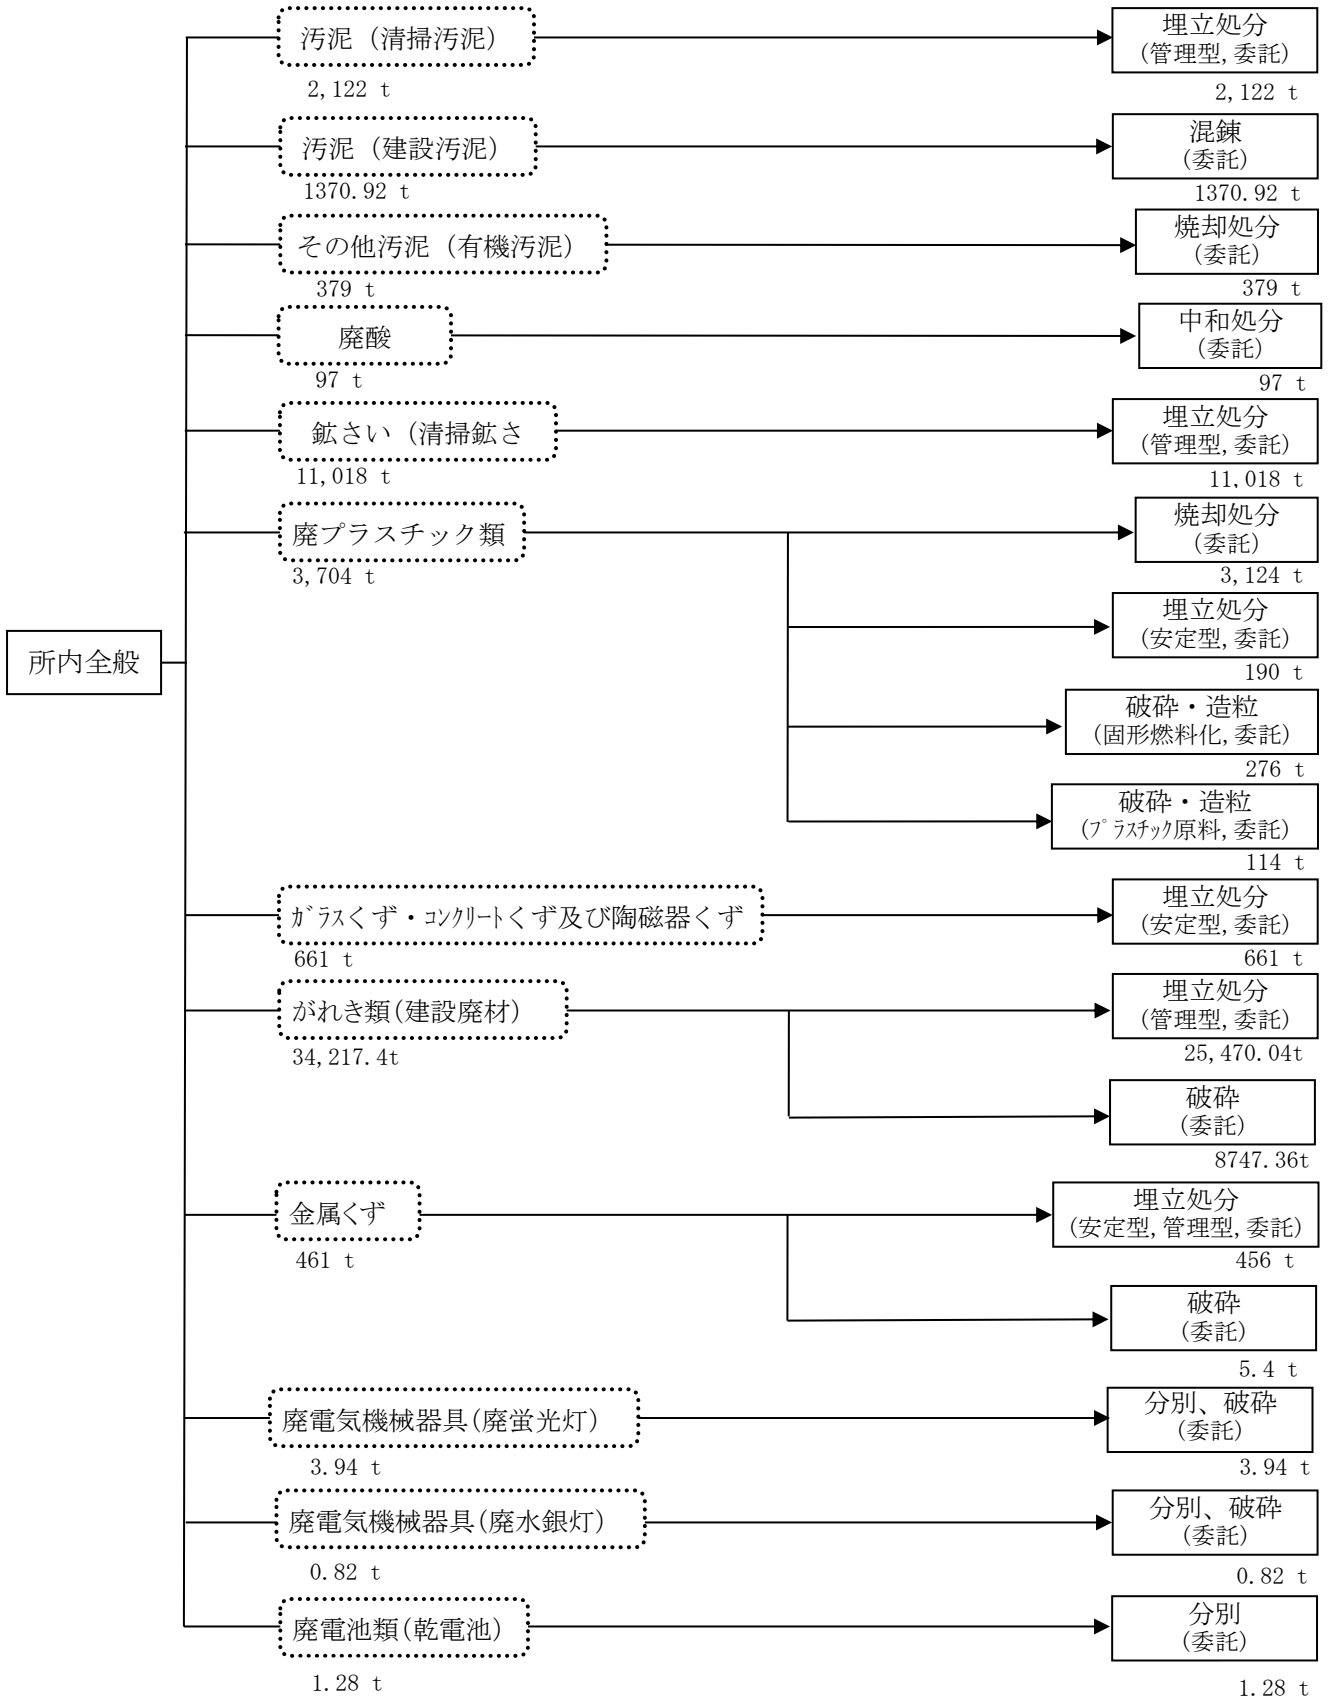 汚泥（清掃汚泥）
埋立処分
(管理型,委託)
2,122 t
2,122 t
汚泥（建設汚泥）
混錬
(委託)
1370.92 t
1370.92 t
その他汚泥（有機汚泥）
焼却処分
(委託)
379 t
379 t
廃酸
中和処分
(委託)
97 t
97 t
鉱さい（清掃鉱さ
埋立処分
(管理型,委託)
11,018 t
11,018 t
廃プラスチック類
焼却処分
(委託)
3,704 t
3,124 t
埋立処分
(安定型,委託)
190 t
所内全般
破砕・造粒
(固形燃料化,委託)
276 t
破砕・造粒
(ﾌﾟﾗｽﾁｯｸ原料,委託)
114 t
ｶﾞﾗｽくず・ｺﾝｸﾘｰﾄくず及び陶磁器くず
埋立処分
(安定型,委託)
661 t
661 t
がれき類(建設廃材)
埋立処分
(管理型,委託)
34,217.4t
25,470.04t
破砕
(委託)
8747.36t
金属くず
埋立処分
(安定型,管理型,委託)
461 t
456 t
破砕
(委託)
5.4 t
廃電気機械器具(廃蛍光灯)
分別、破砕
(委託)
3.94 t
3.94 t
廃電気機械器具(廃水銀灯)
分別、破砕
(委託)
0.82 t
0.82 t
廃電池類(乾電池)
分別
(委託)
1.28 t
1.28 t